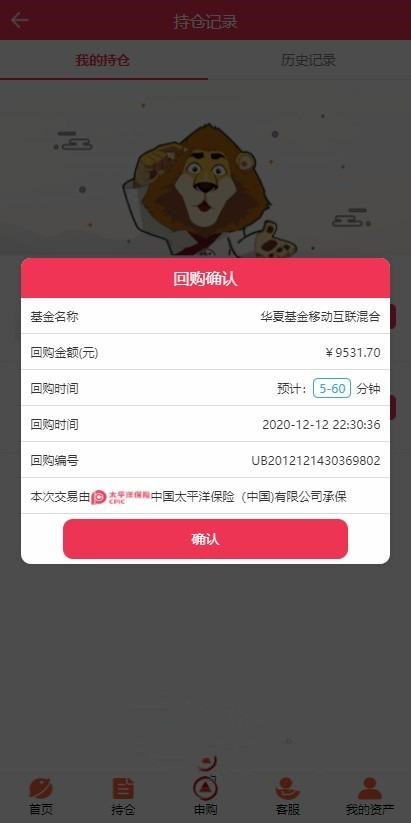 持仓记录
我的持仓 历史记录
回购确认
基金名称 华夏基金移动互联混合
回购金额(元) ￥9531.70
回购时间 预计： 5-60 分钟
回购时间 2020-12-12 22:30:36
回购编号 UB2012121430369802
本次交易由 太平洋保险 CPIC 中国太平洋保险（中国)有限公司承保
确认
首页 持仓 申购 客服 我的资产